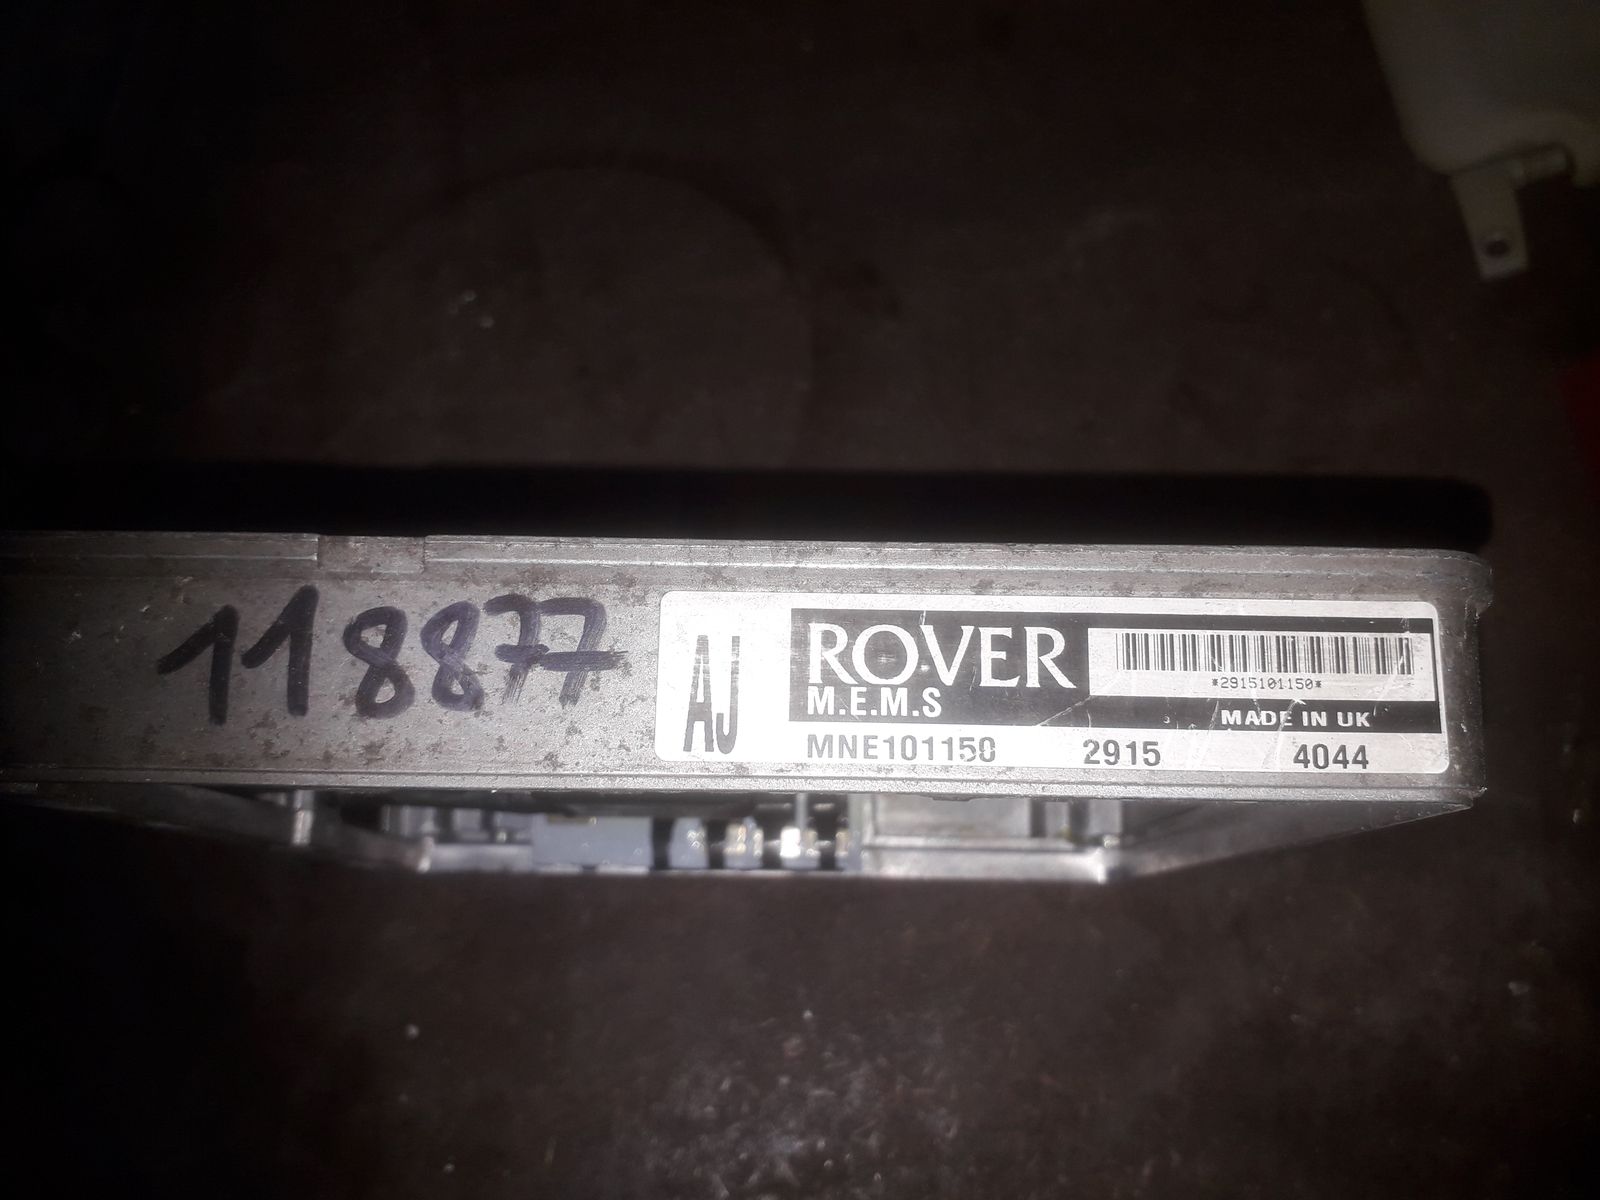 118877
AJ
ROVER
M.E.M.S
*2915101150*
MADE IN UK
MNE101150 2915 4044